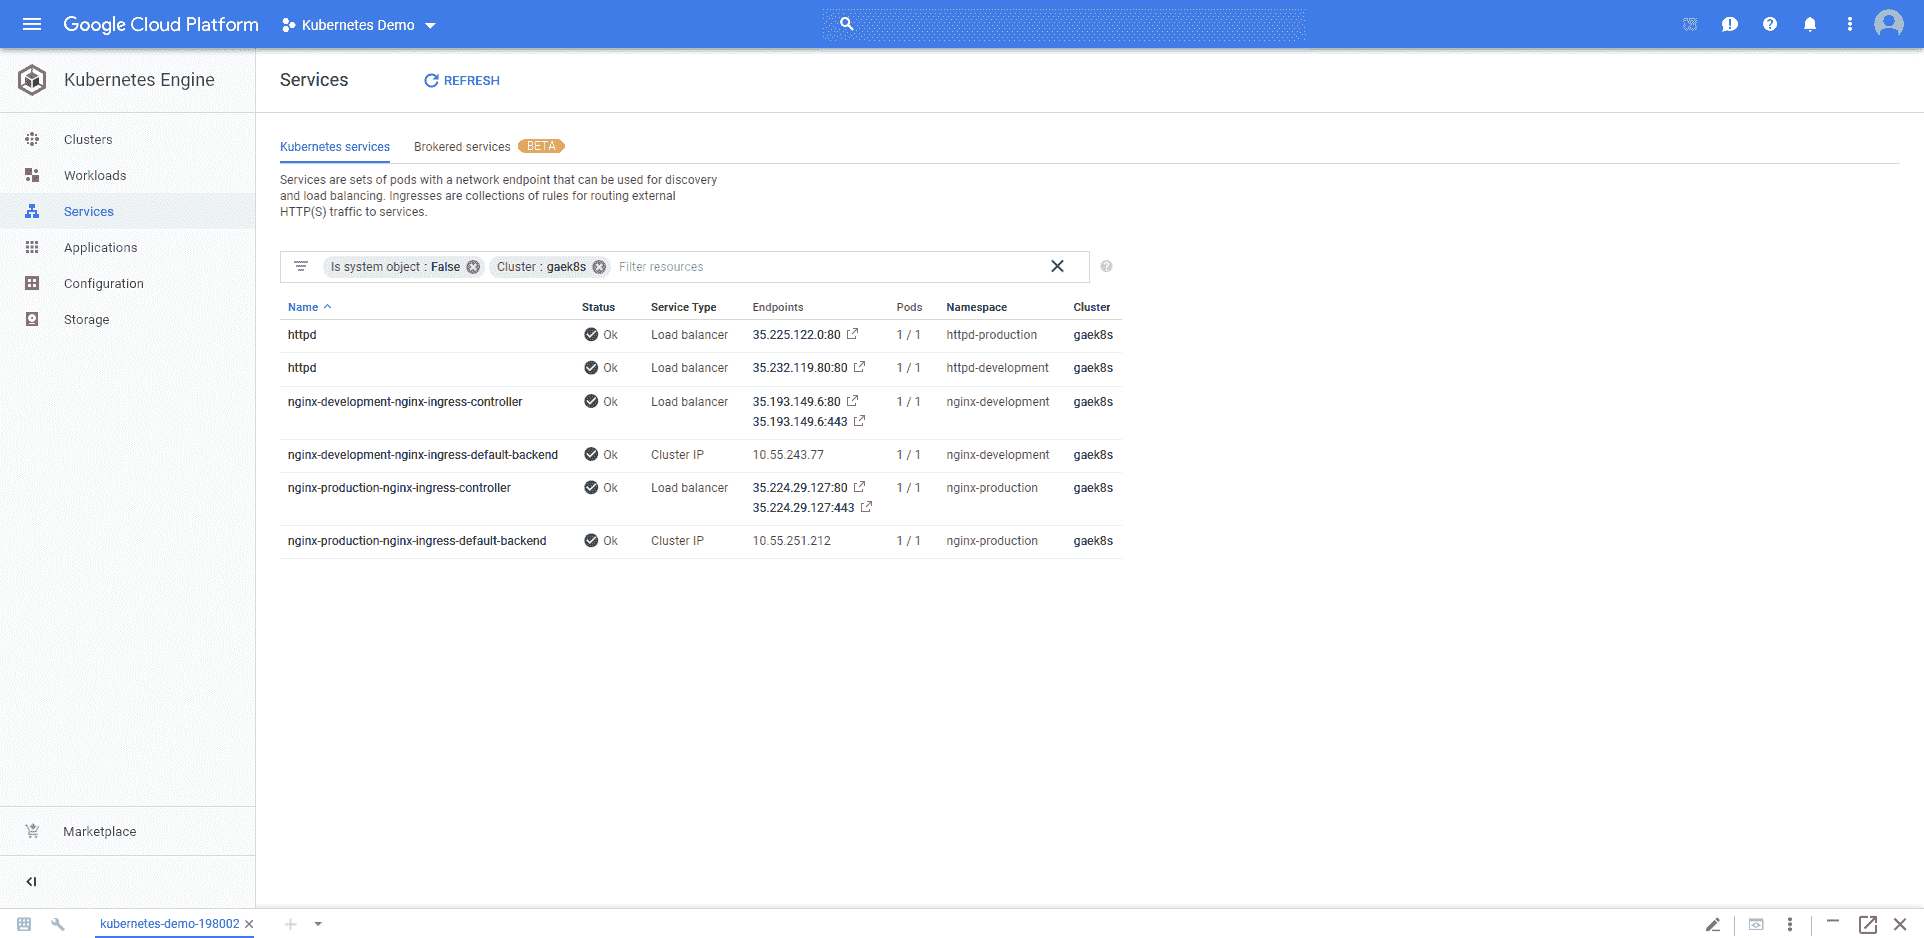 Google Cloud Platform Kubernetes Demo
Kubernetes Engine
Services REFRESH
Clusters
Workloads
Services
Applications
Configuration
Storage
Marketplace
Kubernetes services Brokered services BETA
Services are sets of pods with a network endpoint that can be used for discovery
and load balancing. Ingresses are collections of rules for routing external
HTTP(S) traffic to services.
Is system object : False Cluster : gaek8s Filter resources
Name Status Service Type Endpoints Pods Namespace Cluster
httpd Ok Load balancer 35.225.122.0:80 1 / 1 httpd-production gaek8s
httpd Ok Load balancer 35.232.119.80:80 1 / 1 httpd-development gaek8s
nginx-development-nginx-ingress-controller Ok Load balancer 35.193.149.6:80 1 / 1 nginx-development gaek8s
35.193.149.6:443
nginx-development-nginx-ingress-default-backend Ok Cluster IP 10.55.243.77 1 / 1 nginx-development gaek8s
nginx-production-nginx-ingress-controller Ok Load balancer 35.224.29.127:80 1 / 1 nginx-production gaek8s
35.224.29.127:443
nginx-production-nginx-ingress-default-backend Ok Cluster IP 10.55.251.212 1 / 1 nginx-production gaek8s
kubernetes-demo-198002